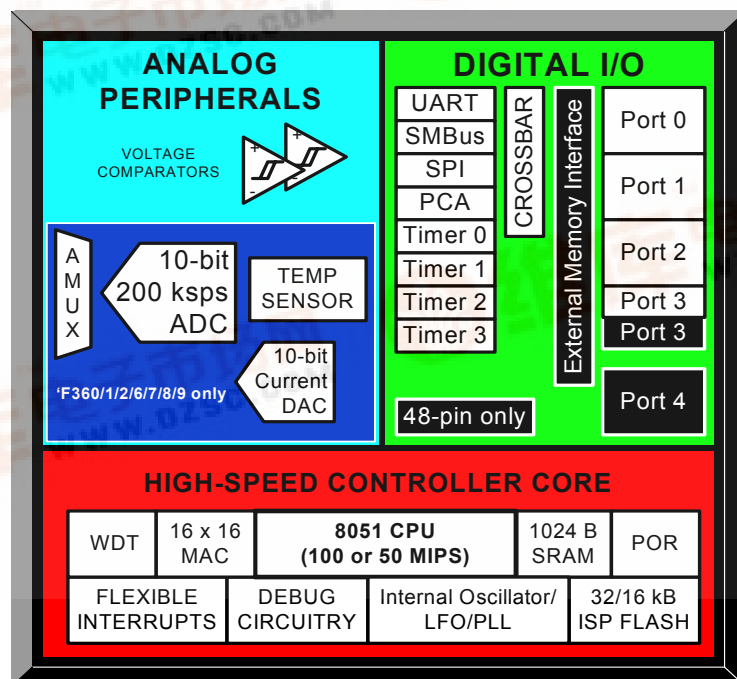 ANALOG
PERIPHERALS
VOLTAGE
COMPARATORS
+
+
-
-
A
M
U
X
10-bit
200 ksps
ADC
TEMP
SENSOR
10-bit
Current
DAC
‘F360/1/2/6/7/8/9 only
DIGITAL I/O
UART
SMBus
SPI
PCA
Timer 0
Timer 1
Timer 2
Timer 3
CROSSBAR
External Memory Interface
Port 0
Port 1
Port 2
Port 3
Port 3
Port 4
48-pin only
HIGH-SPEED CONTROLLER CORE
WDT
16 x 16
MAC
8051 CPU
(100 or 50 MIPS)
1024 B
SRAM
POR
FLEXIBLE
INTERRUPTS
DEBUG
CIRCUITRY
Internal Oscillator/
LFO/PLL
32/16 kB
ISP FLASH
WWW.DZSC.COM